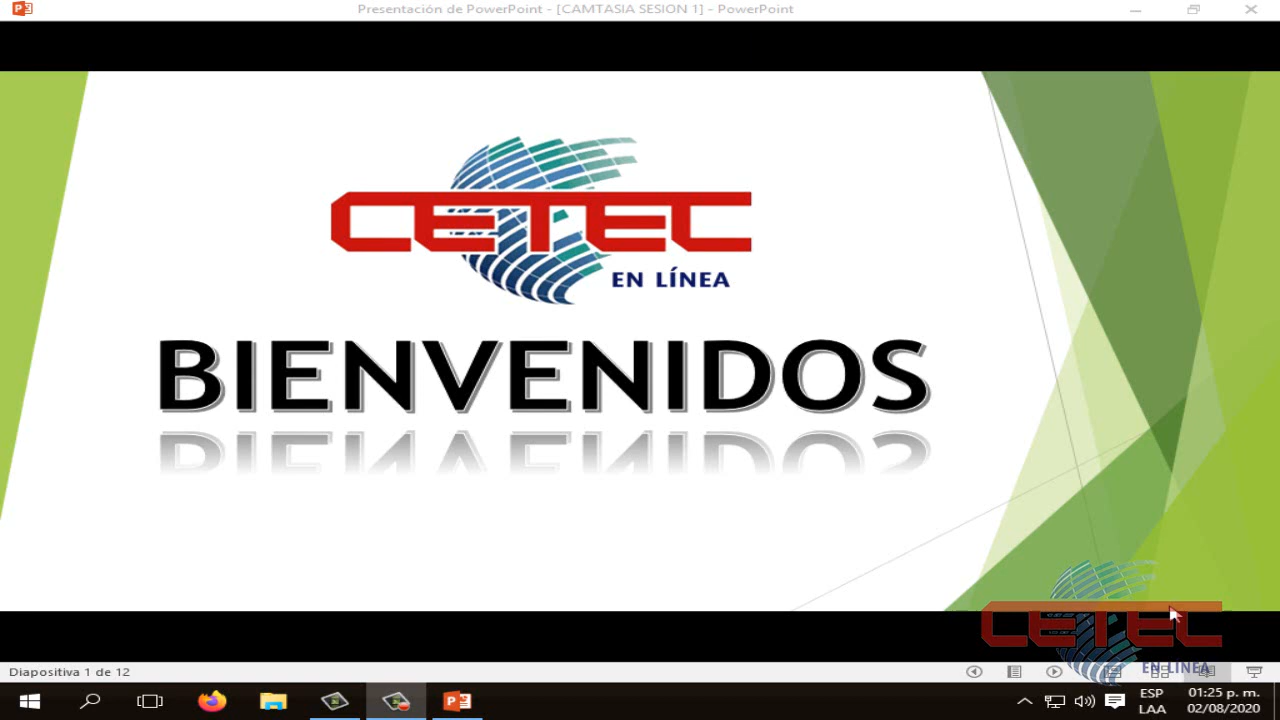 Presentación de PowerPoint - [CAMTASIA SESION 1] - PowerPoint
CETEC
EN LÍNEA
BIENVENIDOS
CETEC
EN LÍNEA
Diapositiva 1 de 12
ESP
LAA
01:25 p. m.
02/08/2020